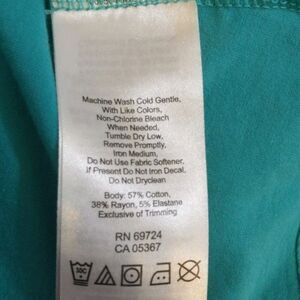 Machine Wash Cold Gentle,
With Like Colors,
Non-Chlorine Bleach
When Needed,
Tumble Dry Low,
Remove Promptly,
Iron Medium,
Do Not Use Fabric Softener.
If Present Do Not Iron Decal,
Do Not Dryclean
Body: 57% Cotton,
38% Rayon, 5% Elastane
Exclusive of Trimming
RN 69724
CA 05367
30C